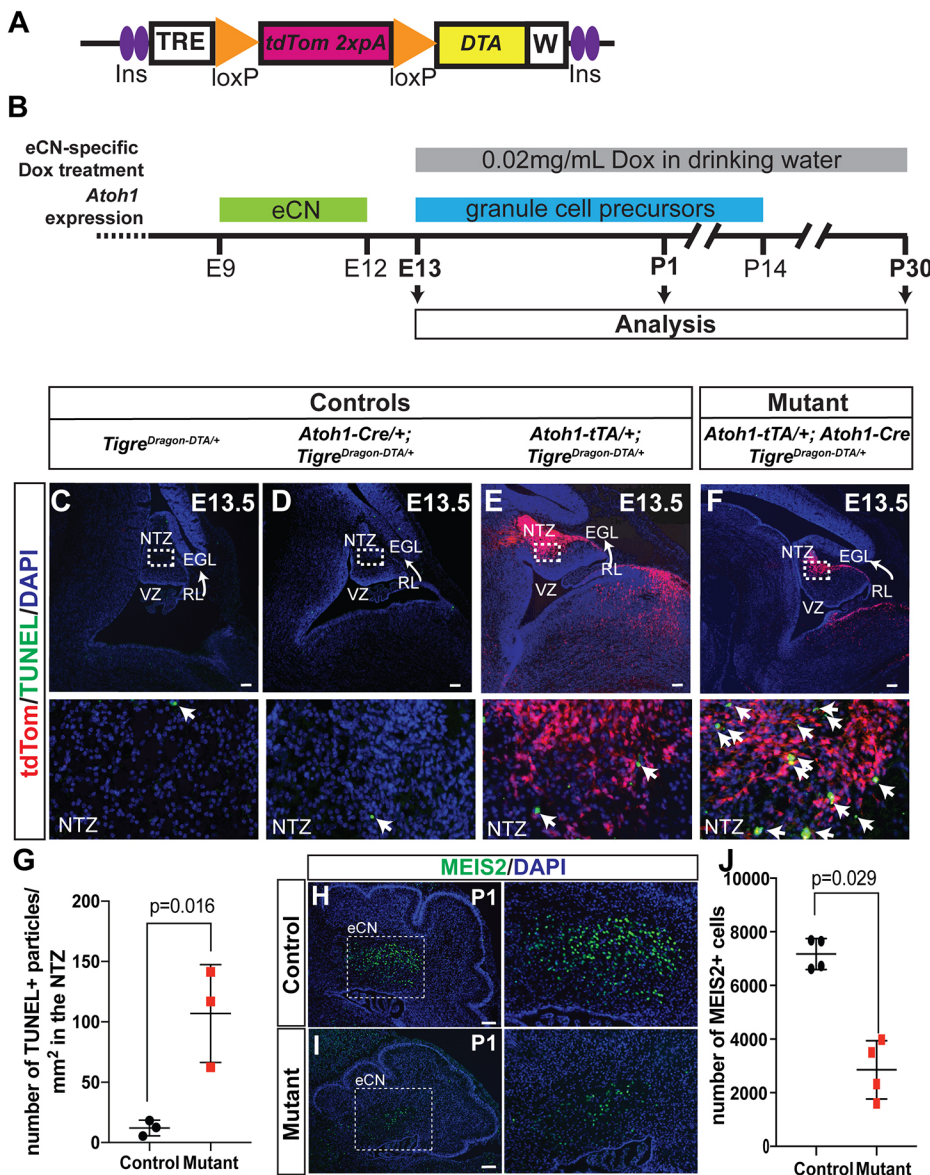 A
TRE
tdTom 2xpA
DTA
W
Ins
loxP
loxP
Ins
B
eCN-specific
Dox treatment
0.02mg/mL Dox in drinking water
Atoh1
expression
eCN
granule cell precursors
E9
E12
E13
P1
P14
P30
Analysis
Controls
Mutant
Tigre^Dragon-DTA/+
Atoh1-Cre/+;
Tigre^Dragon-DTA/+
Atoh1-tTA/+;
Tigre^Dragon-DTA/+
Atoh1-tTA/+; Atoh1-Cre
Tigre^Dragon-DTA/+
tdTom/TUNEL/DAPI
C
E13.5
NTZ
EGL
VZ
RL
NTZ
D
E13.5
NTZ
EGL
VZ
RL
NTZ
E
E13.5
NTZ
EGL
VZ
RL
NTZ
F
E13.5
NTZ
EGL
VZ
RL
NTZ
G
number of TUNEL+ particles/
mm² in the NTZ
200
150
100
50
0
p=0.016
Control Mutant
MEIS2/DAPI
Control
H
P1
eCN
Mutant
I
P1
eCN
J
number of MEIS2+ cells
10000
8000
6000
4000
2000
0
p=0.029
Control Mutant